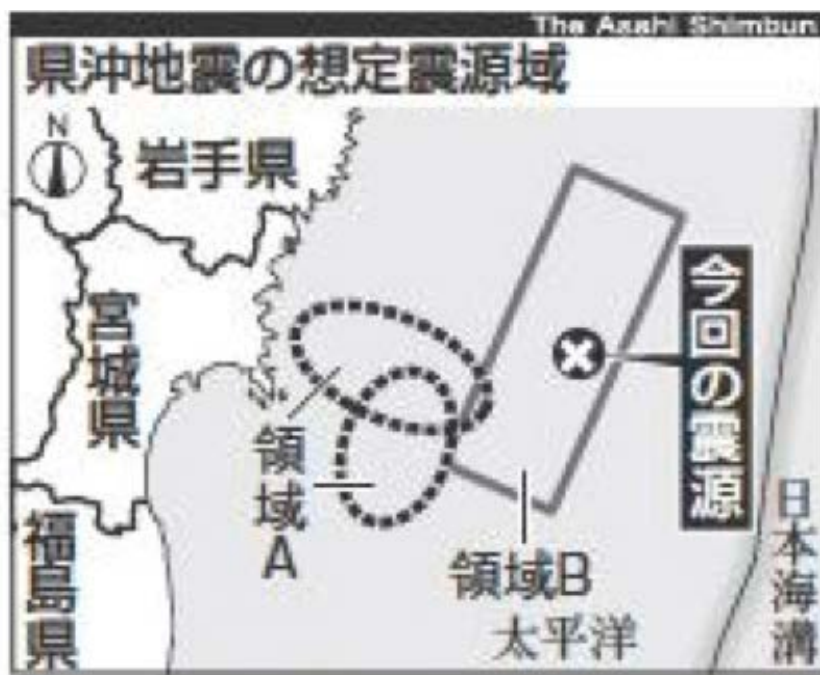 The Asahi Shimbun
県沖地震の想定震源域
N
岩手県
宮城県
福島県
領域A
領域B
今回の震源
太平洋
日本海溝